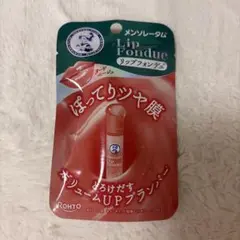 メンソレータム
Lip
Fondue
リップフォンデュ
ぽってりツヤ膜
とろけだす
ボリュームUPプランパー
ROHTO